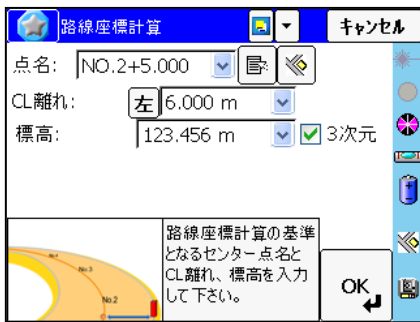 路線座標計算
キャンセル
点名: NO.2+5.000
CL離れ: 左 6.000 m
標高: 123.456 m 3次元
路線座標計算の基準
となるセンター点名と
CL離れ、標高を入力
して下さい。
No.4
No.3
No.2
OK